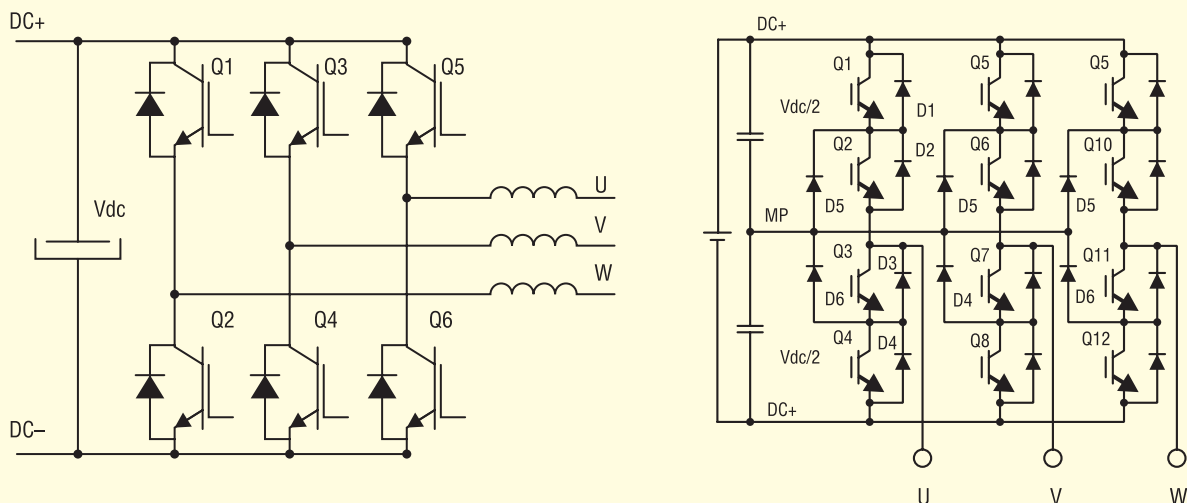 DC+
Q1
Q3
Q5
Vdc
U
V
W
Q2
Q4
Q6
DC–
DC+
Q1
Q5
Q5
Vdc/2
D1
Q2
D2
Q6
Q10
D5
D5
D5
MP
Q3
D3
Q7
Q11
D6
D4
D6
Q4
D4
Q8
Q12
Vdc/2
DC+
U
V
W